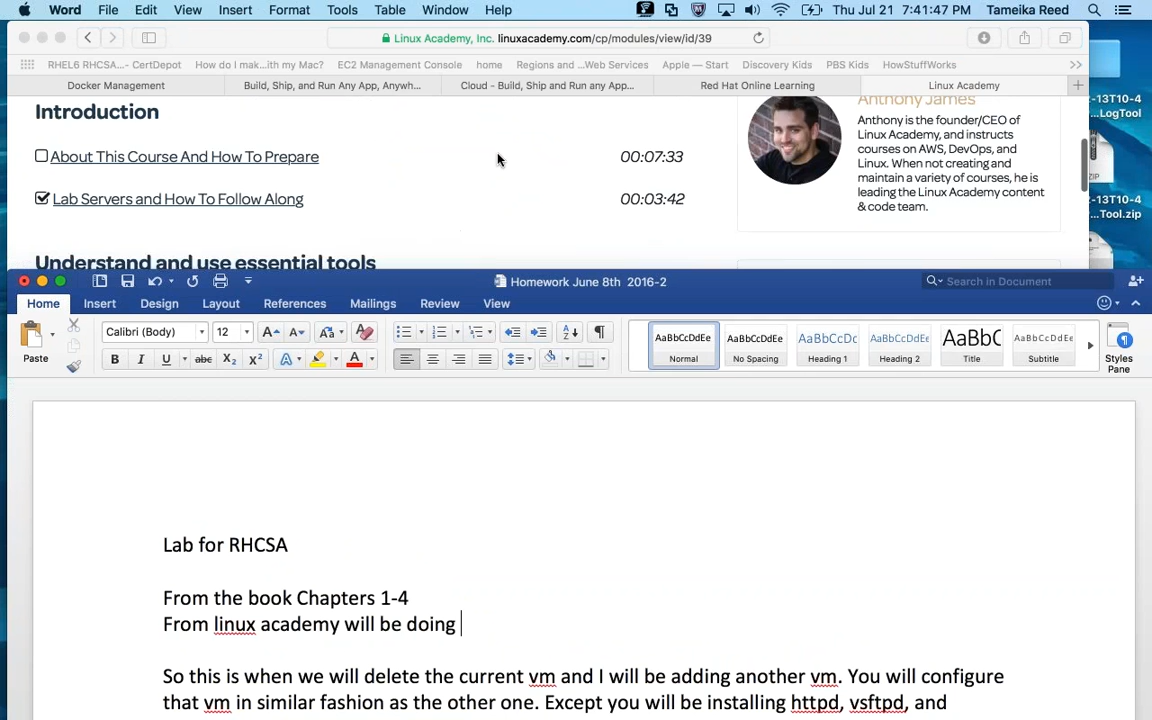 Word File Edit View Insert Format Tools Table Window Help Thu Jul 21 7:41:47 PM Tameika Reed
Linux Academy, Inc. linuxacademy.com/cp/modules/view/id/39
RHEL6 RHCSA...- CertDepot How do I mak...ith my Mac? EC2 Management Console home Regions and ...Web Services Apple — Start Discovery Kids PBS Kids HowStuffWorks >>
Docker Management Build, Ship, and Run Any App, Anywh... Cloud - Build, Ship and Run any App... Red Hat Online Learning Linux Academy +
-13T10-4
LogTool
ZIP
-13T10-4
Tool.zip
Introduction
About This Course And How To Prepare 00:07:33
Lab Servers and How To Follow Along 00:03:42
Understand and use essential tools
Anthony James
Anthony is the founder/CEO of
Linux Academy, and instructs
courses on AWS, DevOps, and
Linux. When not creating and
maintain a variety of courses, he is
leading the Linux Academy content
& code team.
Homework June 8th 2016-2 Search in Document
Home Insert Design Layout References Mailings Review View
Paste Calibri (Body) 12 A A Aa
B I U abc X2 X2 A A
AaBbCcDdEe AaBbCcDdEe AaBbCcDc AaBbCcDdEe AaBbC AaBbCcDdEe
Normal No Spacing Heading 1 Heading 2 Title Subtitle
Styles
Pane
Lab for RHCSA
From the book Chapters 1-4
From linux academy will be doing
So this is when we will delete the current vm and I will be adding another vm. You will configure
that vm in similar fashion as the other one. Except you will be installing httpd, vsftpd, and